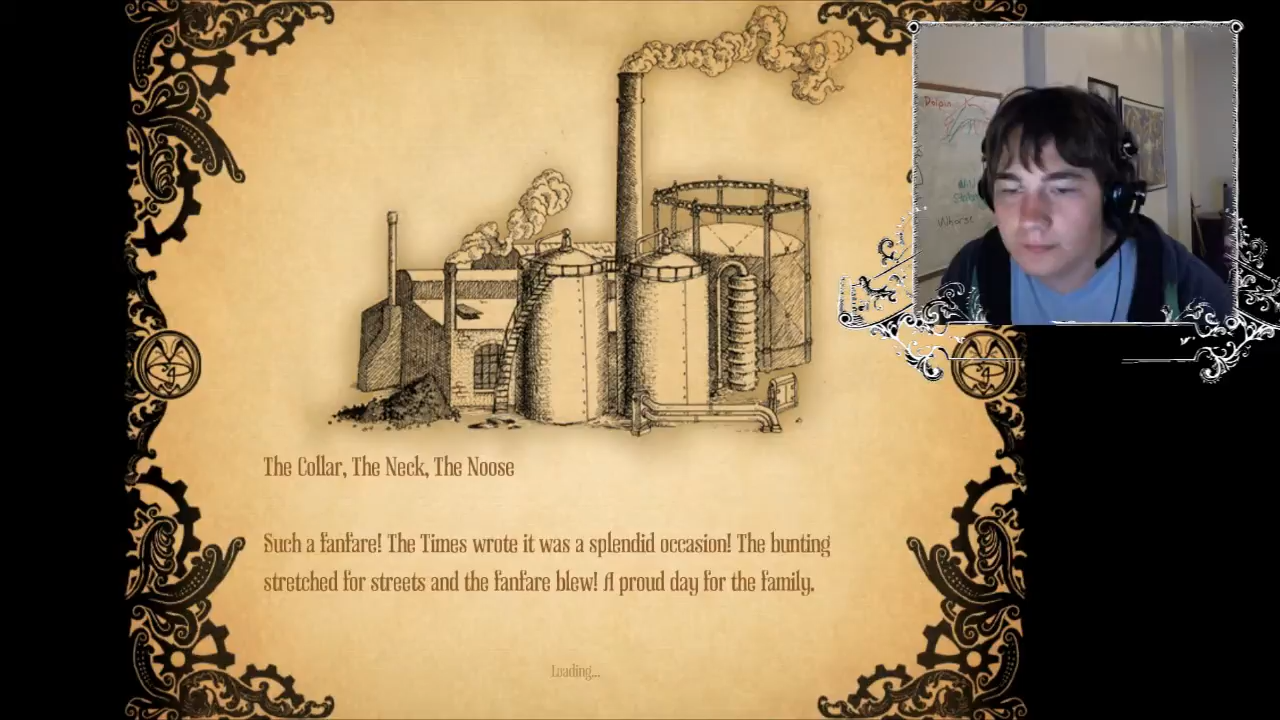 Dolpin
The Collar, The Neck, The Noose
Such a fanfare! The Times wrote it was a splendid occasion! The bunting
stretched for streets and the fanfare blew! A proud day for the family.
Loading...